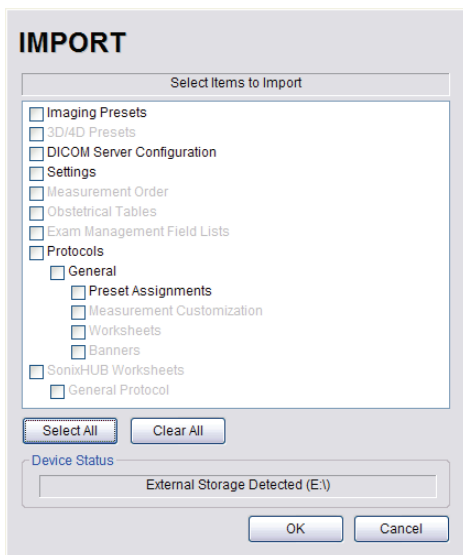 IMPORT
Select Items to Import
Imaging Presets
3D/4D Presets
DICOM Server Configuration
Settings
Measurement Order
Obstetrical Tables
Exam Management Field Lists
Protocols
General
Preset Assignments
Measurement Customization
Worksheets
Banners
SonixHUB Worksheets
General Protocol
Select All Clear All
Device Status
External Storage Detected (E:\)
OK Cancel